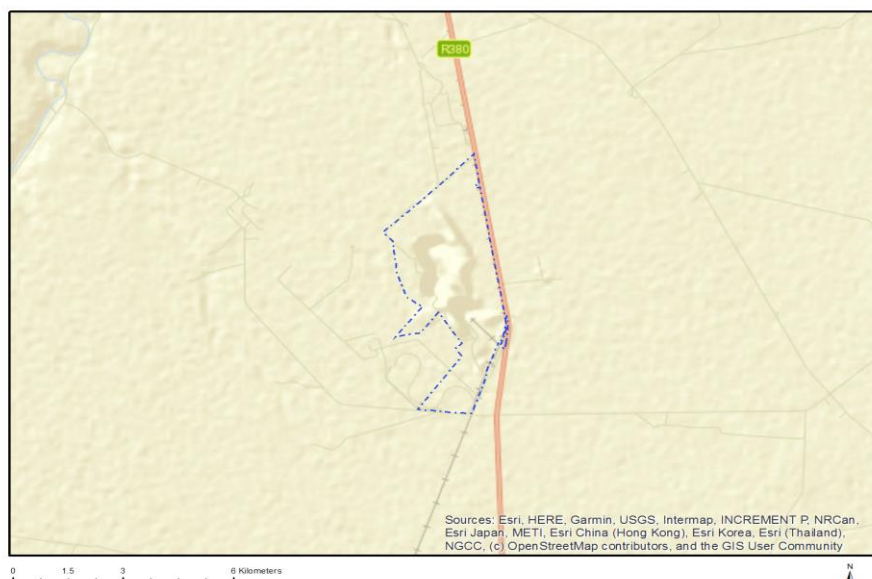 R380
Sources: Esri, HERE, Garmin, USGS, Intermap, INCREMENT P, NRCan,
Esri Japan, METI, Esri China (Hong Kong), Esri Korea, Esri (Thailand),
NGCC, (c) OpenStreetMap contributors, and the GIS User Community
0 1.5 3 6 Kilometers
N